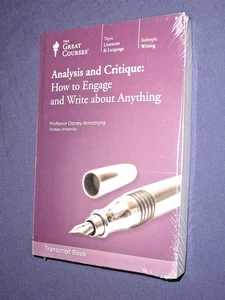 THE
GREAT
COURSES
Topic
Literature
& Language
Subtopic
Writing
Analysis and Critique:
How to Engage
and Write about Anything
Professor Dorsey Armstrong
Purdue University
Transcript Book